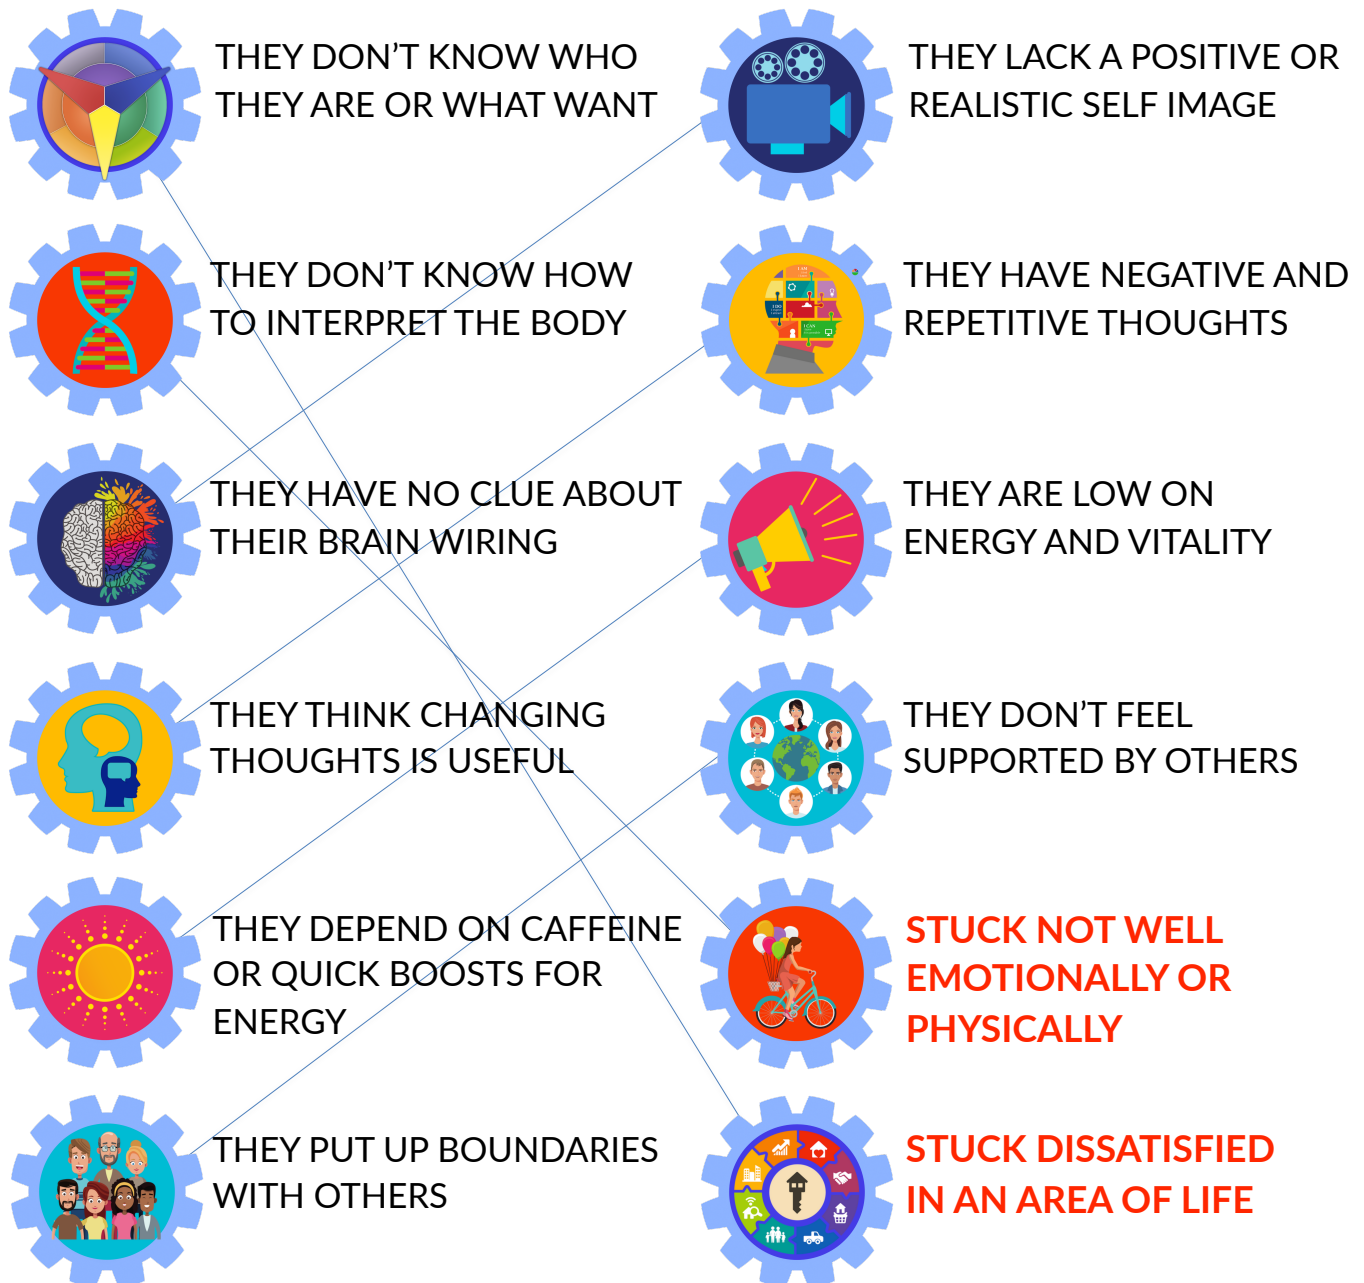 THEY DON’T KNOW WHO
THEY ARE OR WHAT WANT
THEY DON’T KNOW HOW
TO INTERPRET THE BODY
THEY HAVE NO CLUE ABOUT
THEIR BRAIN WIRING
THEY THINK CHANGING
THOUGHTS IS USEFUL
THEY DEPEND ON CAFFEINE
OR QUICK BOOSTS FOR
ENERGY
THEY PUT UP BOUNDARIES
WITH OTHERS
THEY LACK A POSITIVE OR
REALISTIC SELF IMAGE
THEY HAVE NEGATIVE AND
REPETITIVE THOUGHTS
I AM
I DO
I CAN
THEY ARE LOW ON
ENERGY AND VITALITY
THEY DON’T FEEL
SUPPORTED BY OTHERS
STUCK NOT WELL
EMOTIONALLY OR
PHYSICALLY
STUCK DISSATISFIED
IN AN AREA OF LIFE